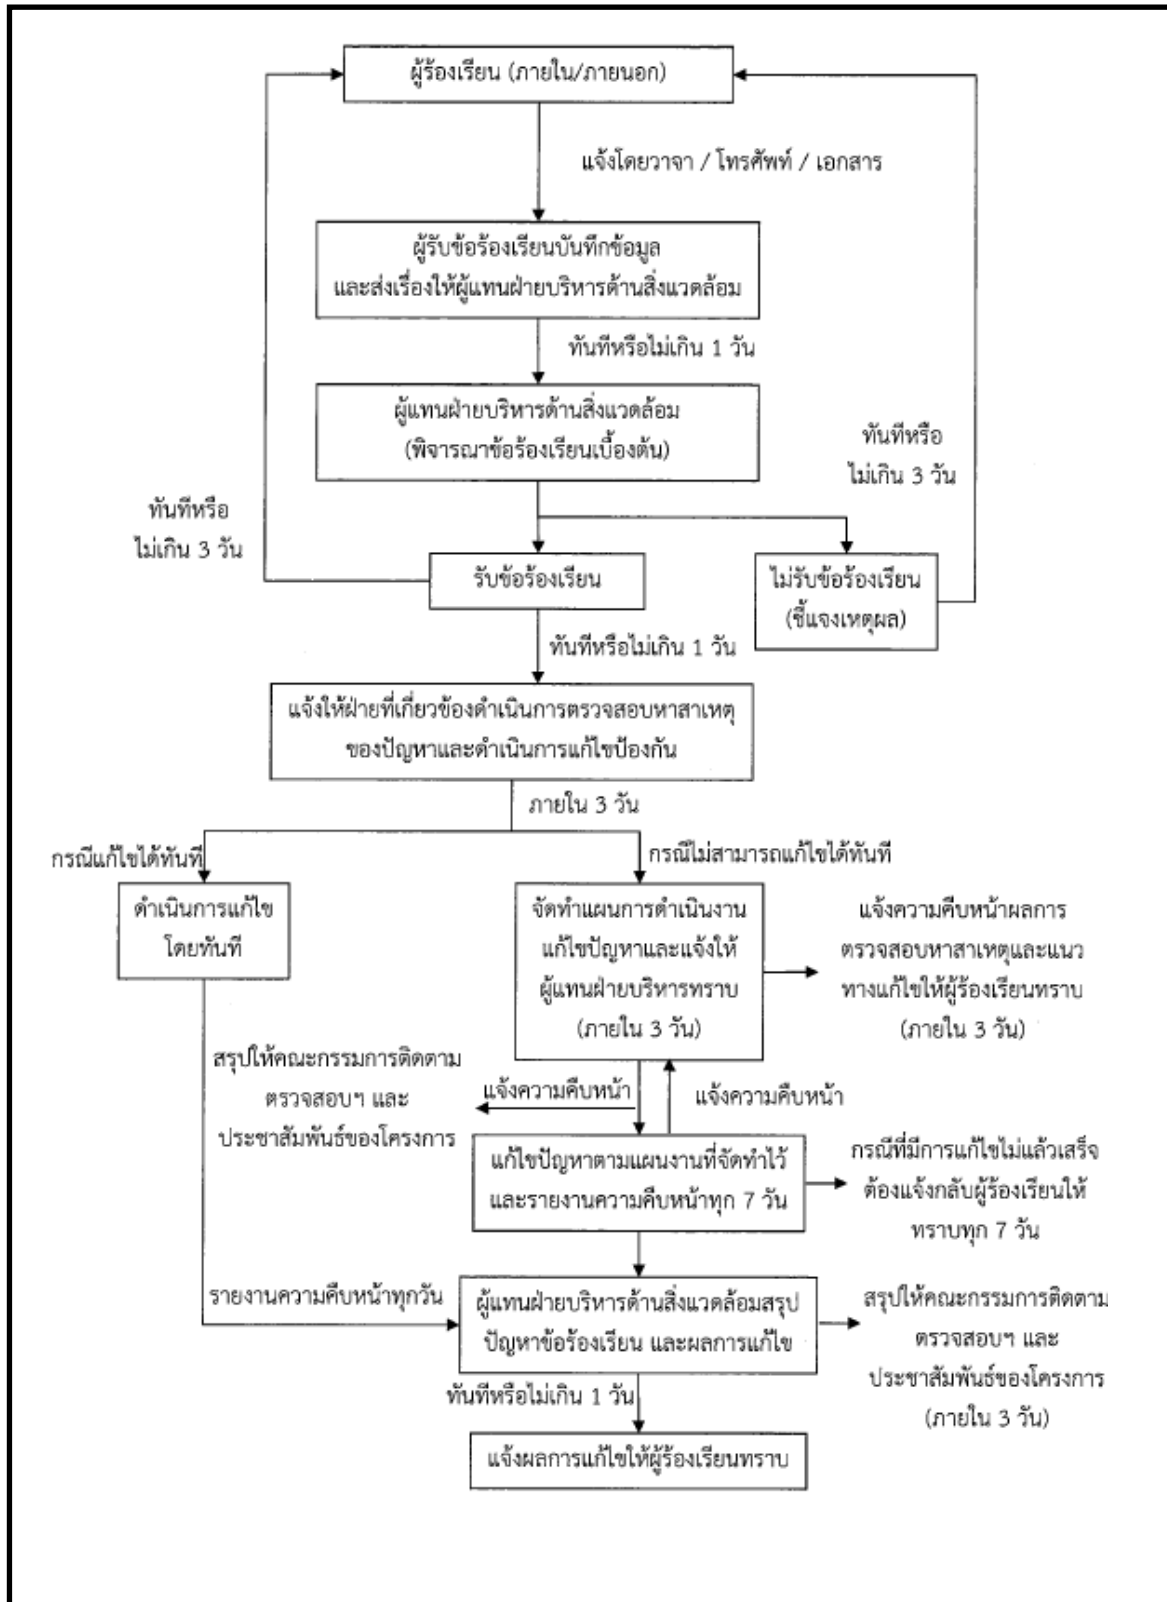 ผู้ร้องเรียน (ภายใน/ภายนอก)
แจ้งโดยวาจา / โทรศัพท์ / เอกสาร
ผู้รับข้อร้องเรียนบันทึกข้อมูล
และส่งเรื่องให้ผู้แทนฝ่ายบริหารด้านสิ่งแวดล้อม
ทันทีหรือไม่เกิน 1 วัน
ผู้แทนฝ่ายบริหารด้านสิ่งแวดล้อม
(พิจารณาข้อร้องเรียนเบื้องต้น)
ทันทีหรือ
ไม่เกิน 3 วัน
ทันทีหรือ
ไม่เกิน 3 วัน
รับข้อร้องเรียน
ไม่รับข้อร้องเรียน
(ชี้แจงเหตุผล)
ทันทีหรือไม่เกิน 1 วัน
แจ้งให้ฝ่ายที่เกี่ยวข้องดำเนินการตรวจสอบหาสาเหตุ
ของปัญหาและดำเนินการแก้ไขป้องกัน
ภายใน 3 วัน
กรณีแก้ไขได้ทันที
กรณีไม่สามารถแก้ไขได้ทันที
ดำเนินการแก้ไข
โดยทันที
จัดทำแผนการดำเนินงาน
แก้ไขปัญหาและแจ้งให้
ผู้แทนฝ่ายบริหารทราบ
(ภายใน 3 วัน)
แจ้งความคืบหน้าผลการ
ตรวจสอบหาสาเหตุและแนว
ทางแก้ไขให้ผู้ร้องเรียนทราบ
(ภายใน 3 วัน)
สรุปให้คณะกรรมการติดตาม
ตรวจสอบฯ และ
ประชาสัมพันธ์ของโครงการ
แจ้งความคืบหน้า
แจ้งความคืบหน้า
แก้ไขปัญหาตามแผนงานที่จัดทำไว้
และรายงานความคืบหน้าทุก 7 วัน
กรณีที่มีการแก้ไขไม่แล้วเสร็จ
ต้องแจ้งกลับผู้ร้องเรียนให้
ทราบทุก 7 วัน
รายงานความคืบหน้าทุกวัน
ผู้แทนฝ่ายบริหารด้านสิ่งแวดล้อมสรุป
ปัญหาข้อร้องเรียน และผลการแก้ไข
สรุปให้คณะกรรมการติดตาม
ตรวจสอบฯ และ
ประชาสัมพันธ์ของโครงการ
(ภายใน 3 วัน)
ทันทีหรือไม่เกิน 1 วัน
แจ้งผลการแก้ไขให้ผู้ร้องเรียนทราบ